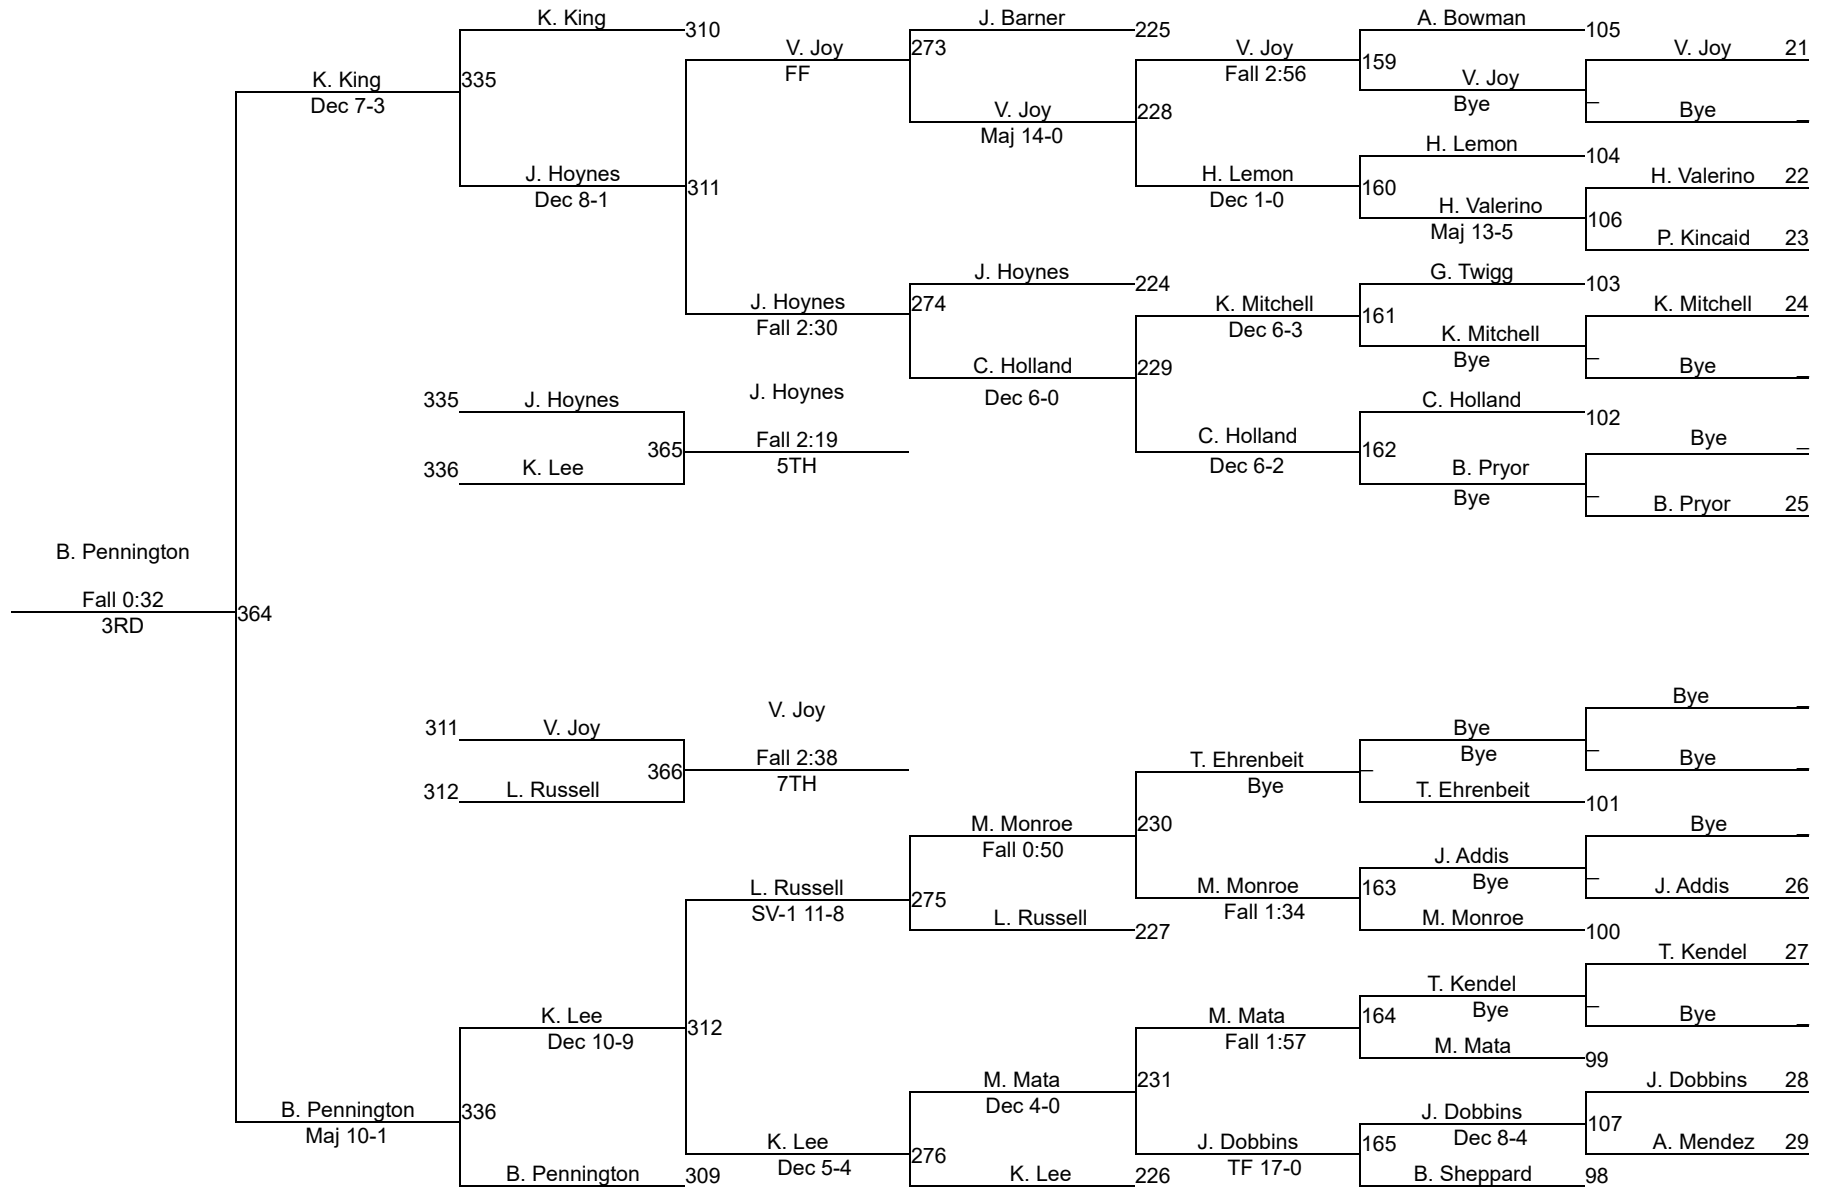 K. King
310
J. Barner
225
A. Bowman
105
V. Joy
FF
273
V. Joy
Fall 2:56
159
V. Joy
21
K. King
Dec 7-3
335
V. Joy
Bye
_
V. Joy
Maj 14-0
228
Bye
_
H. Lemon
104
J. Hoynes
Dec 8-1
311
H. Lemon
Dec 1-0
160
H. Valerino
22
H. Valerino
Maj 13-5
106
P. Kincaid
23
J. Hoynes
224
G. Twigg
103
J. Hoynes
Fall 2:30
274
K. Mitchell
Dec 6-3
161
K. Mitchell
24
K. Mitchell
Bye
_
C. Holland
Dec 6-0
229
Bye
_
335
J. Hoynes
J. Hoynes
C. Holland
102
365
Fall 2:19
5TH
C. Holland
Dec 6-2
162
Bye
_
336
K. Lee
B. Pryor
Bye
_
B. Pryor
25
B. Pennington
Fall 0:32
3RD
364
Bye
_
311
V. Joy
V. Joy
Bye
Bye
_
366
Fall 2:38
7TH
T. Ehrenbeit
Bye
_
Bye
_
312
L. Russell
T. Ehrenbeit
101
M. Monroe
Fall 0:50
230
Bye
_
J. Addis
Bye
_
L. Russell
SV-1 11-8
275
M. Monroe
Fall 1:34
163
J. Addis
26
L. Russell
227
M. Monroe
100
T. Kendel
27
T. Kendel
Bye
_
K. Lee
Dec 10-9
312
M. Mata
Fall 1:57
164
Bye
_
M. Mata
99
M. Mata
Dec 4-0
231
J. Dobbins
28
B. Pennington
Maj 10-1
336
J. Dobbins
Dec 8-4
107
K. Lee
Dec 5-4
276
J. Dobbins
TF 17-0
165
A. Mendez
29
B. Pennington
309
K. Lee
226
B. Sheppard
98